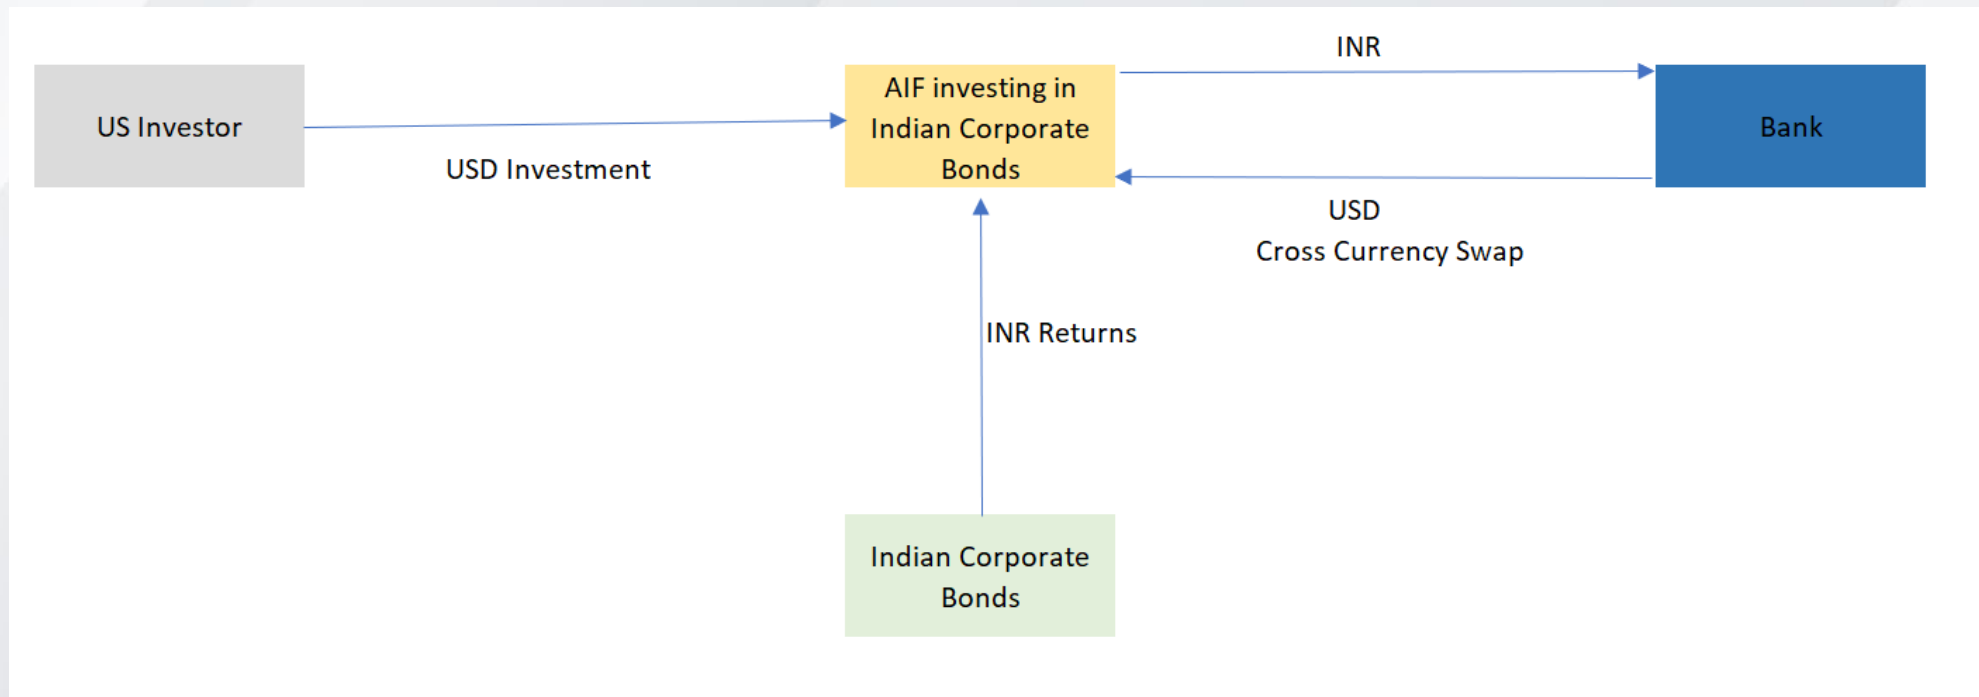 US Investor
USD Investment
AIF investing in
Indian Corporate
Bonds
INR
Bank
USD
Cross Currency Swap
INR Returns
Indian Corporate
Bonds